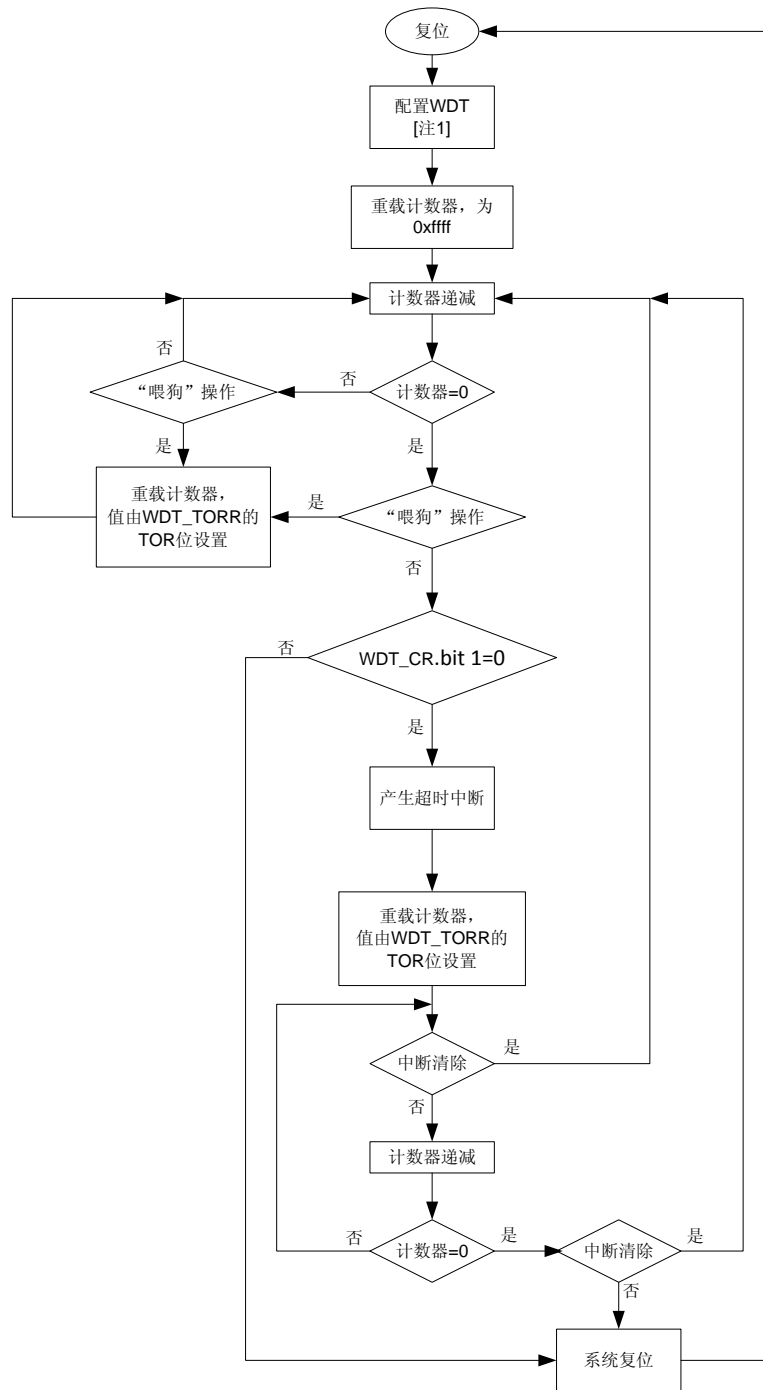 复位
配置WDT
[注1]
重载计数器，为
0xffff
计数器递减
否
“喂狗”操作
否
计数器=0
是
是
重载计数器，
值由WDT_TORR的
TOR位设置
是
“喂狗”操作
否
否
WDT_CR.bit 1=0
是
产生超时中断
重载计数器，
值由WDT_TORR的
TOR位设置
中断清除
是
否
计数器递减
否
计数器=0
是
中断清除
是
否
系统复位